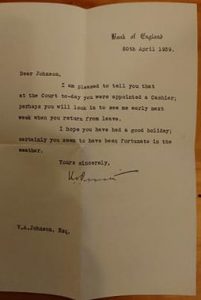 Bank of England
20th April 1939.
Dear Johnson,
I am pleased to tell you that
at the Court to-day you were appointed a Cashier;
perhaps you will look in to see me early next
week when you return from leave.
I hope you have had a good holiday;
certainly you seem to have been fortunate in the
weather.
Yours sincerely,
V.A.Johnson, Esq.